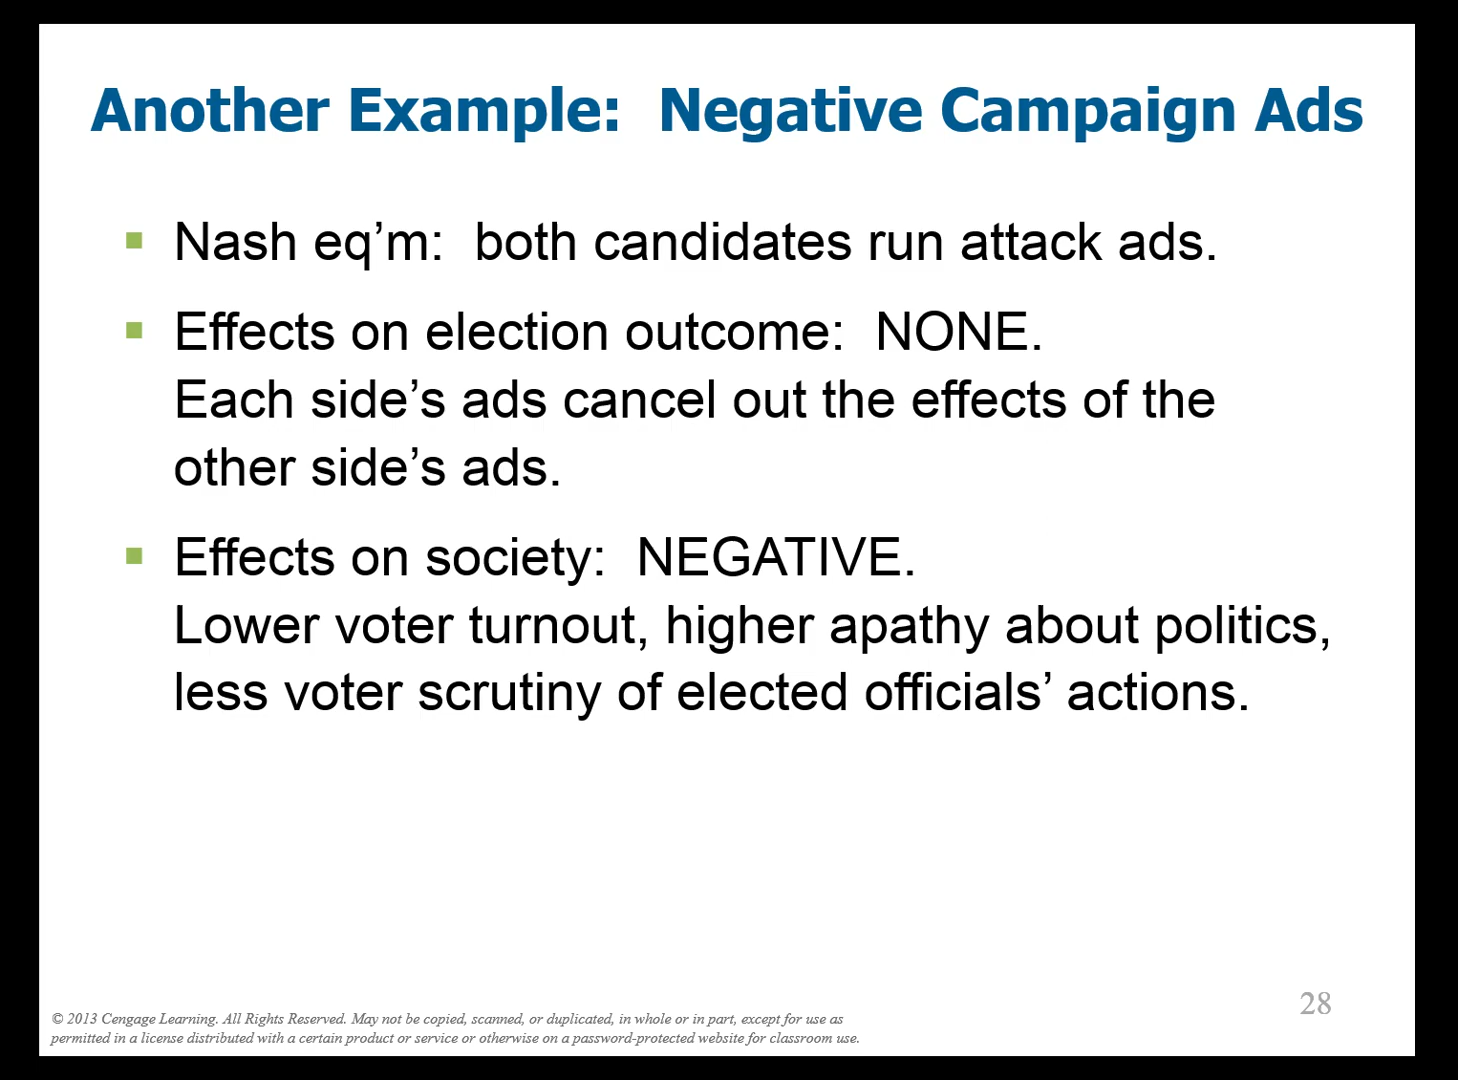 Another Example:  Negative Campaign Ads
▪ Nash eq’m:  both candidates run attack ads.
▪ Effects on election outcome:  NONE.
Each side’s ads cancel out the effects of the
other side’s ads.
▪ Effects on society:  NEGATIVE.
Lower voter turnout, higher apathy about politics,
less voter scrutiny of elected officials’ actions.
28
© 2013 Cengage Learning. All Rights Reserved. May not be copied, scanned, or duplicated, in whole or in part, except for use as
permitted in a license distributed with a certain product or service or otherwise on a password-protected website for classroom use.